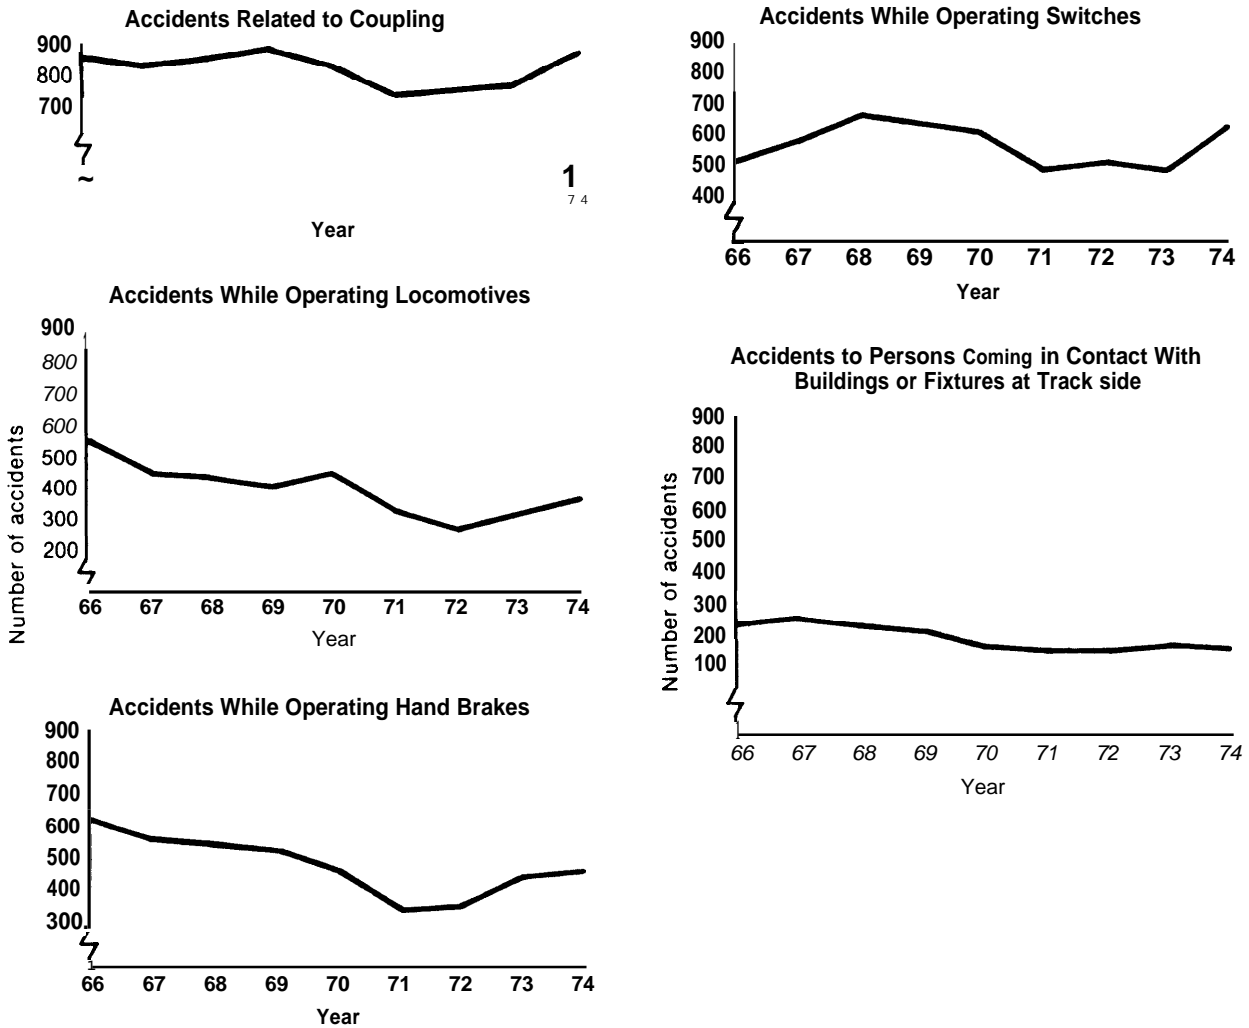 Accidents Related to Coupling
900
800
700
~
1
7 4
Year
Accidents While Operating Switches
900
800
700
600
500
400
66 67 68 69 70 71 72 73 74
Year
Accidents While Operating Locomotives
900
800
700
600
500
400
300
200
Number of accidents
66 67 68 69 70 71 72 73 74
Year
Accidents to Persons Coming in Contact With
Buildings or Fixtures at Track side
900
800
700
600
500
400
300
200
100
Number of accidents
66 67 68 69 70 71 72 73 74
Year
Accidents While Operating Hand Brakes
900
800
700
600
500
400
300
66 67 68 69 70 71 72 73 74
Year